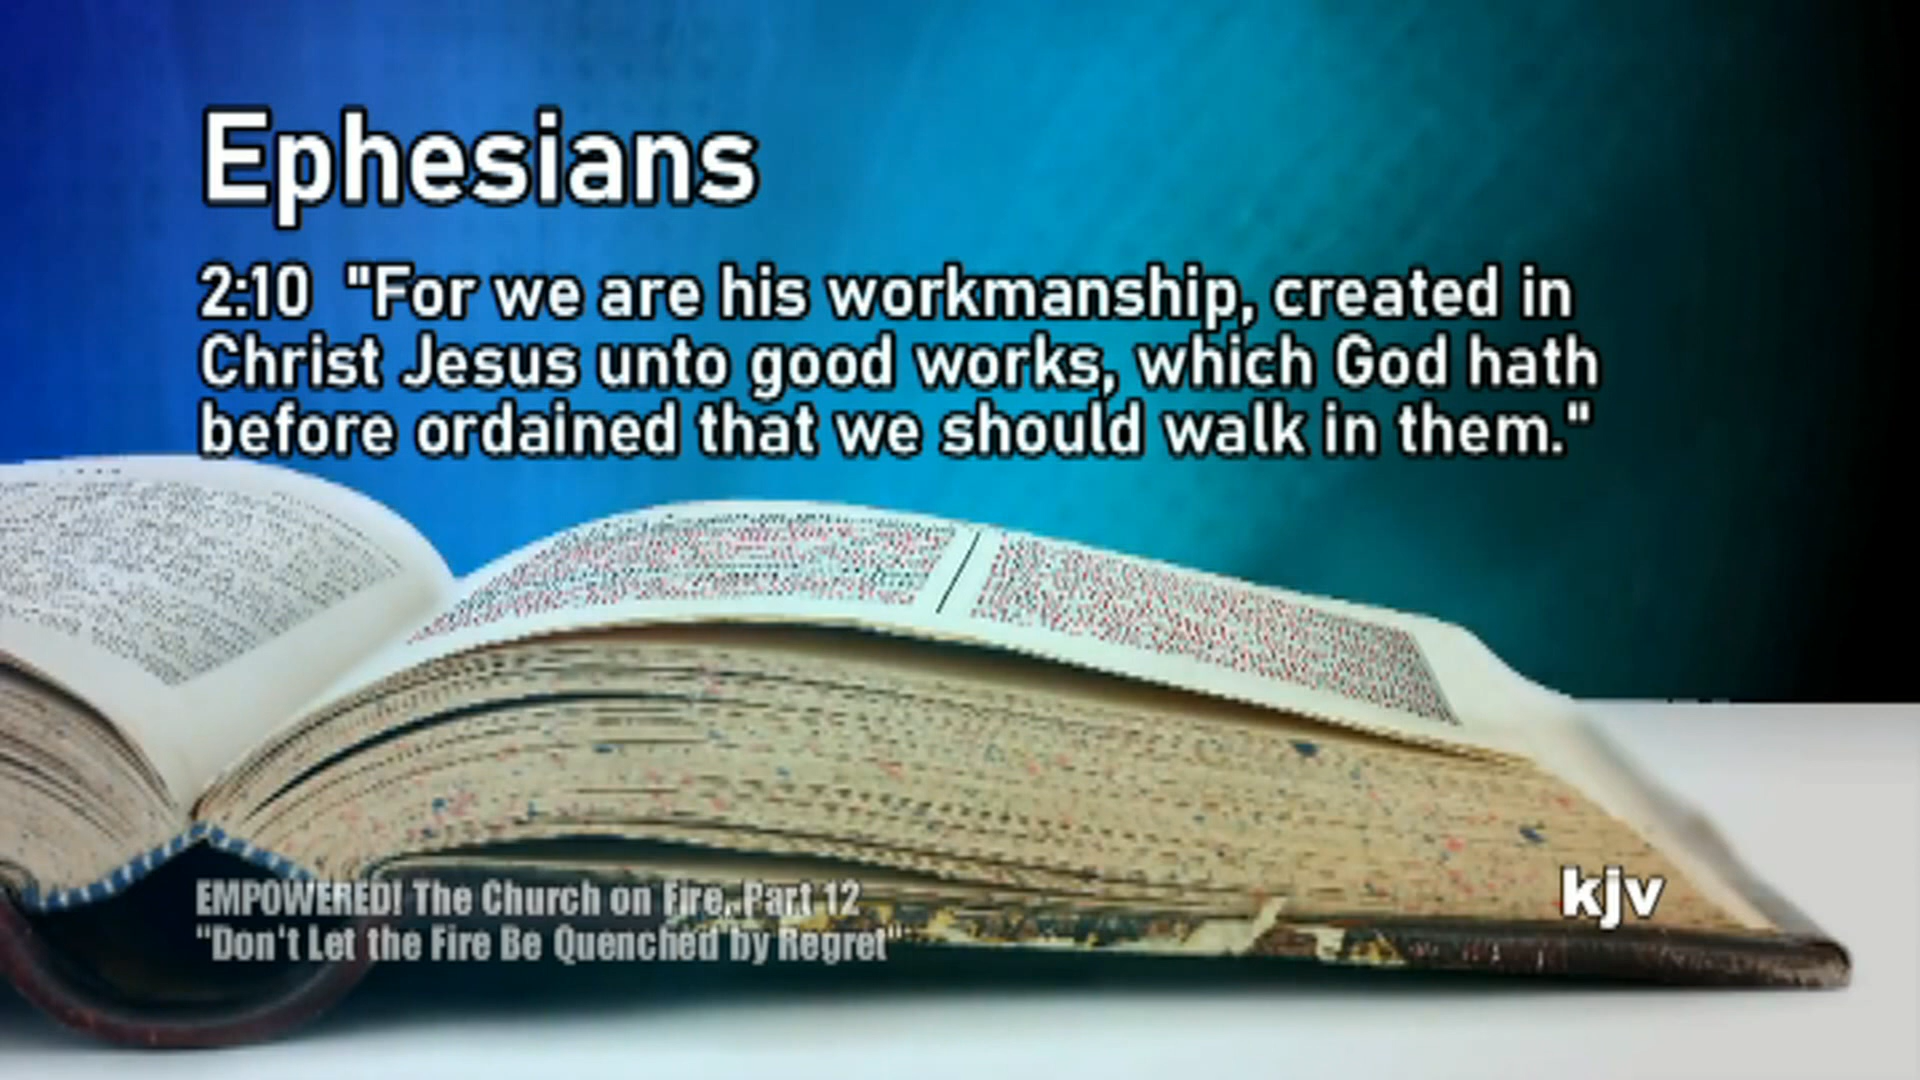 Ephesians
2:10 "For we are his workmanship, created in
Christ Jesus unto good works, which God hath
before ordained that we should walk in them."
EMPOWERED! The Church on Fire, Part 12
"Don't Let the Fire Be Quenched by Regret"
kjv